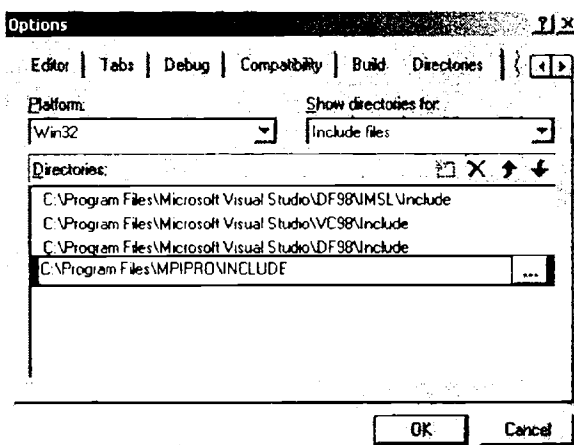 Options
Editor Tabs Debug Compatibility Build Directories
Platform: Show directories for:
Win32 Include files
Directories:
C:\Program Files\Microsoft Visual Studio\DF98\IMSL\Include
C:\Program Files\Microsoft Visual Studio\VC98\Include
C:\Program Files\Microsoft Visual Studio\DF98\Include
C:\Program Files\MPIPRO\INCLUDE ...
OK Cancel